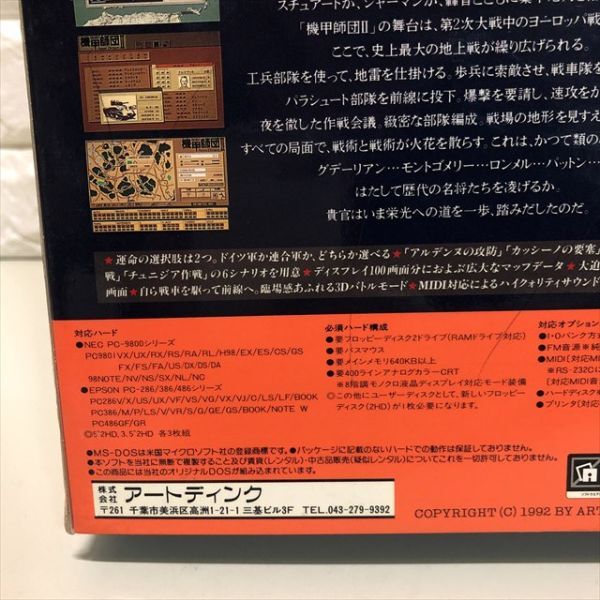 「機甲師団II」の舞台は、第2次大戦中のヨーロッパ戦
ここで、史上最大の地上戦が繰り広げられる。
工兵部隊を使って、地雷を仕掛ける。歩兵に索敵させ、戦車隊を
パラシュート部隊を前線に投下。爆撃を要請し、速攻をか
夜を徹した作戦会議。緻密な部隊編成。戦場の地形を見すえ
すべての局面で、戦術と戦術が火花を散らす。これは、かつて類の
グデーリアン…モントゴメリー…ロンメル…パットン…
はたして歴代の名将たちを凌げるか。
貴官はいま栄光への道を一歩、踏みだしたのだ。
機甲師団
機甲師団
★運命の選択肢は2つ。ドイツ軍か連合軍か、どちらか選べる★「アルデンヌの攻防」「カッシーノの要塞」
戦」「チュニジア作戦」の6シナリオを用意★ディスプレイ100画面分におよぶ広大なマップデータ★大迫
画面★自ら戦車を駆って前線へ。臨場感あふれる3Dバトルモード★MIDI対応によるハイクォリティサウンド
対応ハード
●NEC PC-9800シリーズ
PC9801VX/UX/RX/RS/RA/RL/H98/EX/ES/CS/GS
FX/FS/FA/US/DX/DS/DA
98NOTE/NV/NS/SX/NL/NC
●EPSON PC-286/386/486シリーズ
PC286V/X/US/UX/VF/VS/VG/VX/VJ/C/LS/LF/BOOK
PC386/M/P/LS/V/VR/S/G/GE/GS/BOOK/NOTE W
PC486GF/GR
◎5"2HD、3.5"2HD 各3枚組
必須ハード構成
●要フロッピーディスク2ドライブ(RAMドライブ対応)
●要バスマウス
●要メインメモリ640KB以上
●要400ラインアナログカラーCRT
※8階調モノクロ液晶ディスプレイ対応モード装備
◎この他にユーザーディスクとして、新しいフロッピー
ディスク(2HD)が1枚必要になります。
対応オプション
●I・Oバンク方式
●FM音源※純
●MIDI【対応MIDI
※RS-232C
【対応MIDI音
●ハードディスク※
●プリンタ【対応
●MS-DOSは米国マイクロソフト社の登録商標です。●パッケージに記載のないハードでの動作は保証しておりません。
●本ソフトを当社に無断で複製すること及び賃貸(レンタル)・中古品販売(疑似レンタル)についてこれを一切許可しておりません。
●この商品には当社のオリジナルDOSが組み込まれています。
株式会社 アートディンク
〒261 千葉市美浜区高洲1-21-1 三基ビル3F TEL.043-279-9392
COPYRIGHT (C) 1992 BY ART